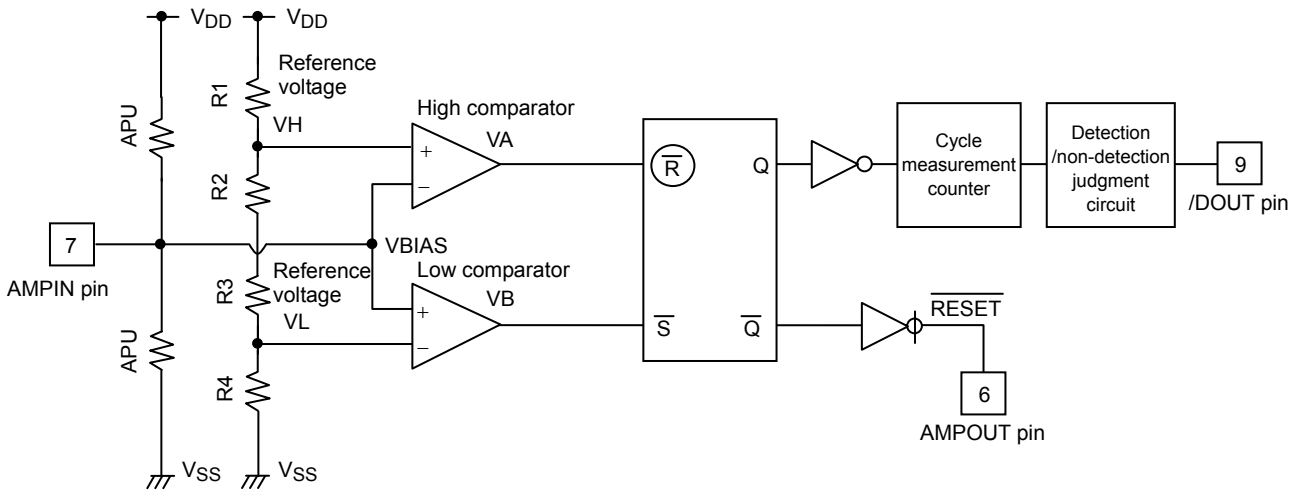 VDD
VDD
Reference
voltage
R1
APU
VH
High comparator
VA
+
−
R2
R
Q
Cycle
measurement
counter
Detection
/non-detection
judgment
circuit
9
/DOUT pin
7
AMPIN pin
VBIAS
R3
Reference
voltage
Low comparator
VB
VL
+
−
S
Q
RESET
APU
R4
6
AMPOUT pin
VSS
VSS